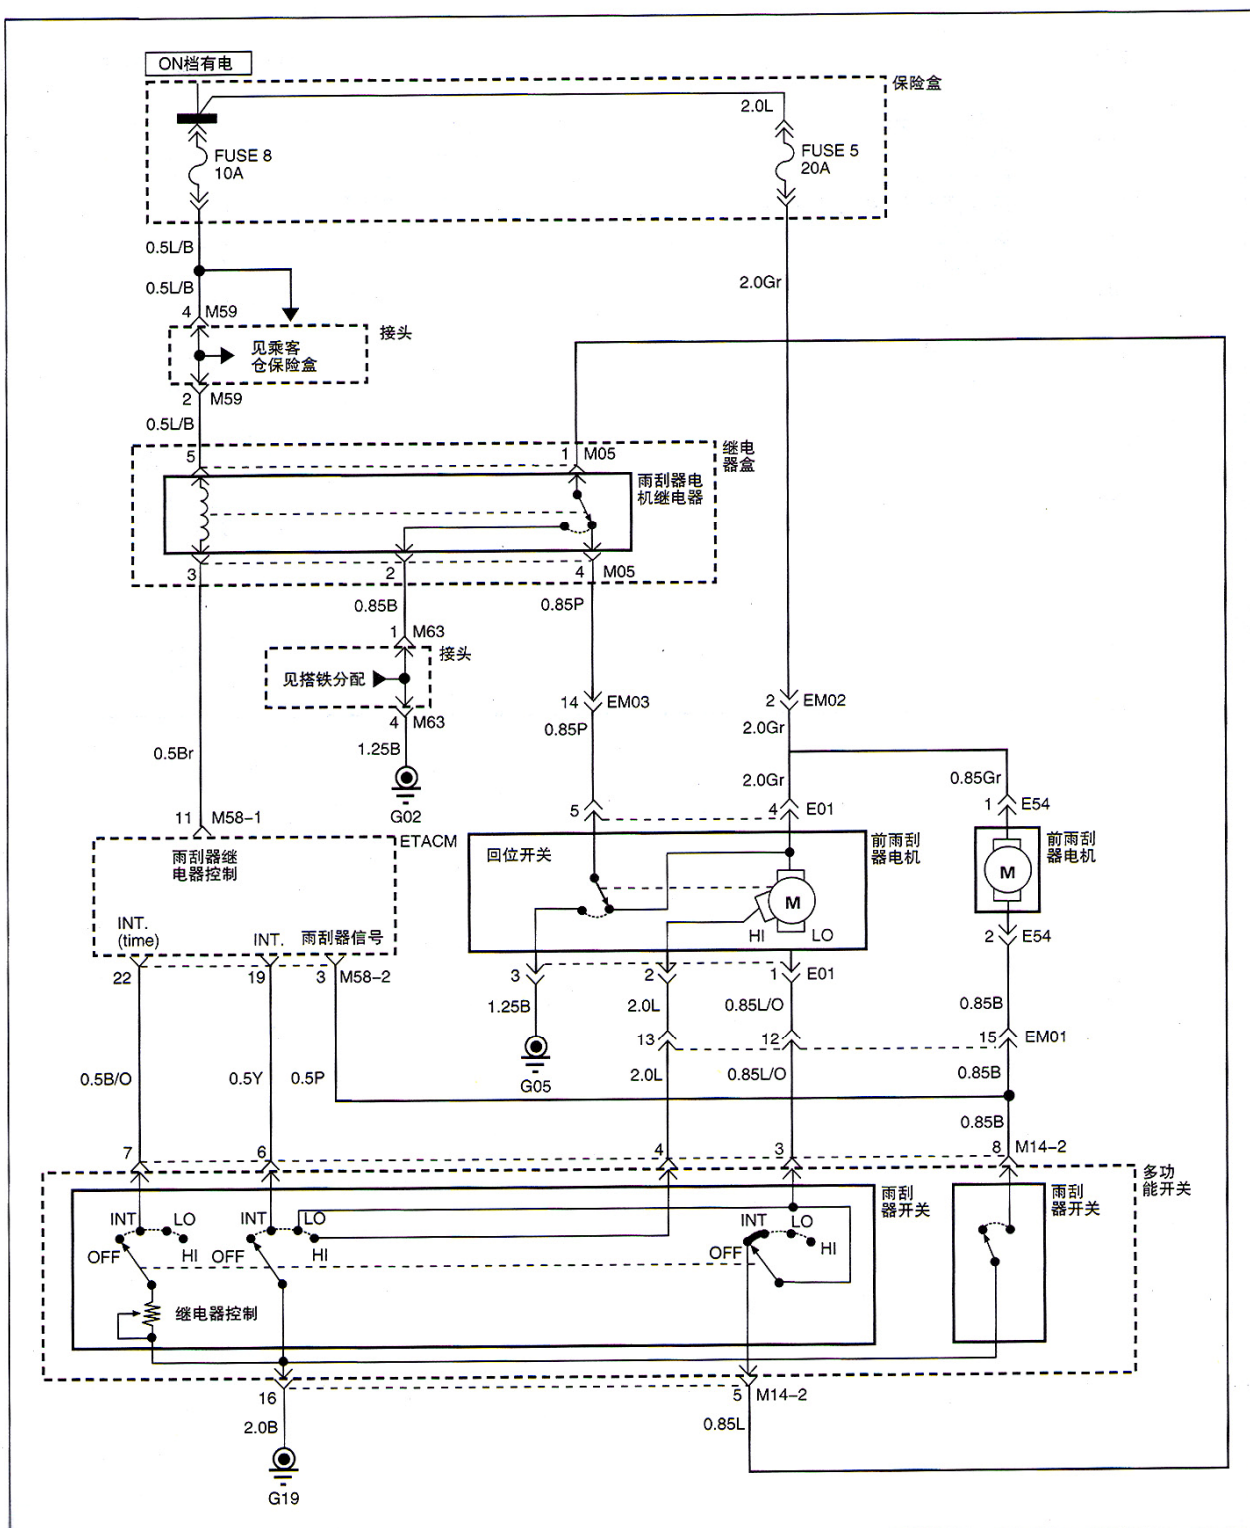 ON档有电
保险盒
2.0L
FUSE 8
10A
FUSE 5
20A
0.5L/B
0.5L/B
2.0Gr
4 M59
接头
见乘客
仓保险盒
2 M59
0.5L/B
继电
器盒
5
1 M05
雨刮器电
机继电器
3
2
4 M05
0.85B
0.85P
1 M63
接头
见搭铁分配
4 M63
14 EM03
2 EM02
0.85P
2.0Gr
0.5Br
1.25B
2.0Gr
0.85Gr
G02
11 M58-1
5
4 E01
1 E54
ETACM
雨刮器继
电器控制
回位开关
前雨刮
器电机
前雨刮
器电机
M
M
INT.
(time)
INT.
雨刮器信号
HI
LO
2 E54
22
19
3 M58-2
3
2
1 E01
1.25B
2.0L
0.85L/O
0.85B
13
12
15 EM01
G05
0.5B/O
0.5Y
0.5P
2.0L
0.85L/O
0.85B
0.85B
7
6
4
3
8 M14-2
多功
能开关
雨刮
器开关
雨刮
器开关
INT
LO
OFF
HI
INT
LO
OFF
HI
INT
LO
OFF
HI
继电器控制
16
5 M14-2
2.0B
0.85L
G19